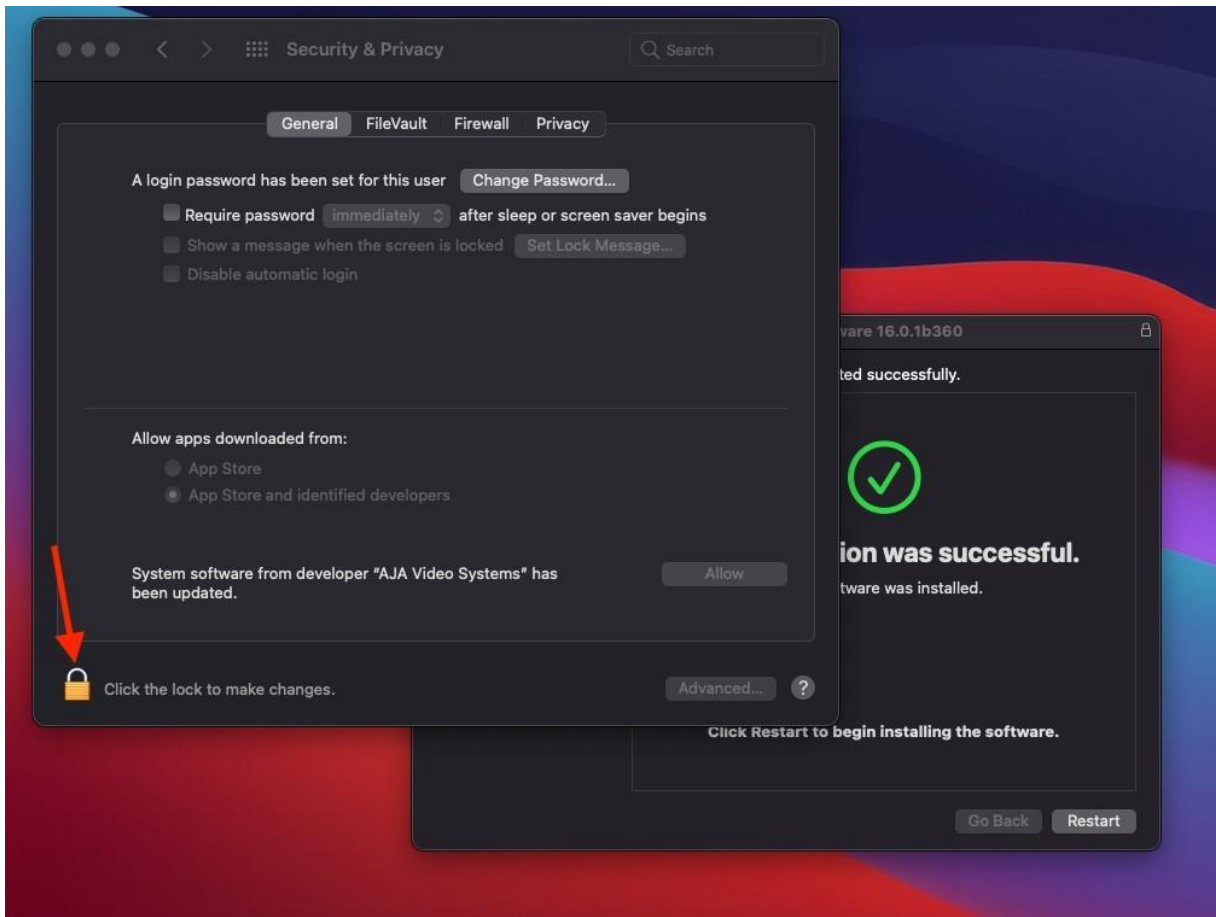 Security & Privacy
Search
General FileVault Firewall Privacy
A login password has been set for this user Change Password...
Require password immediately after sleep or screen saver begins
Show a message when the screen is locked Set Lock Message...
Disable automatic login
Allow apps downloaded from:
App Store
App Store and identified developers
System software from developer “AJA Video Systems” has
been updated.
Allow
Click the lock to make changes.
Advanced... ?
ware 16.0.1b360
ted successfully.
ion was successful.
tware was installed.
Click Restart to begin installing the software.
Go Back Restart